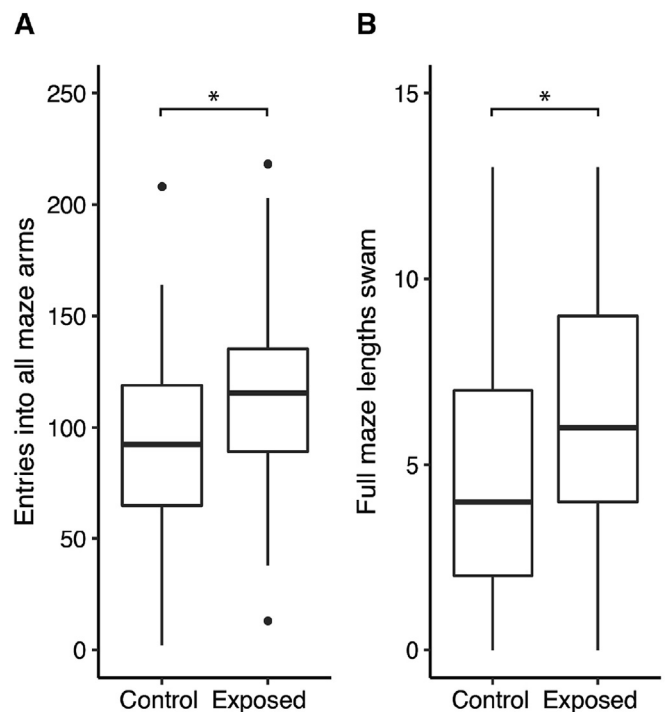 A
Entries into all maze arms
250
200
150
100
50
0
*
Control Exposed
B
Full maze lengths swam
15
10
5
0
*
Control Exposed